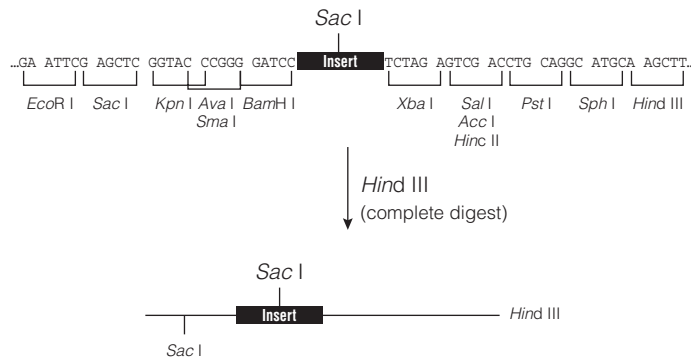 Sac I
...GA ATTCG AGCTC GGTAC CCGGG GATCC Insert TCTAG AGTCG ACCTG CAGGC ATGCA AGCTT...
EcoR I Sac I Kpn I Ava I BamH I Xba I Sal I Pst I Sph I Hind III
Sma I Acc I
Hinc II
Hind III
(complete digest)
Sac I
Insert Hind III
Sac I